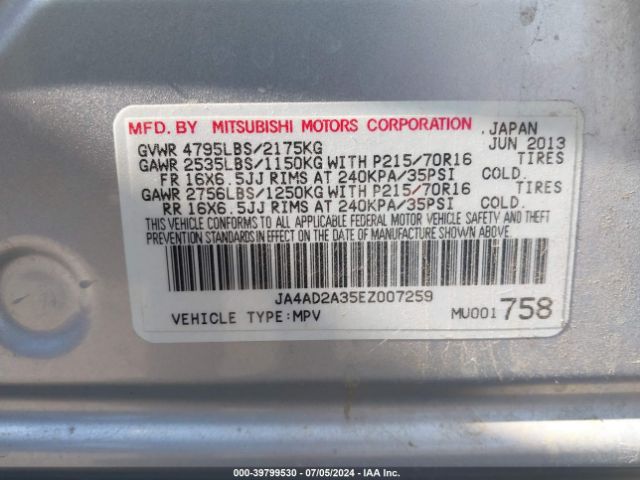 MFD. BY MITSUBISHI MOTORS CORPORATION , JAPAN
GVWR 4795LBS/2175KG JUN 2013
GAWR 2535LBS/1150KG WITH P215/70R16 TIRES
FR 16X6.5JJ RIMS AT 240KPA/35PSI COLD.
GAWR 2756LBS/1250KG WITH P215/70R16 TIRES
RR 16X6.5JJ RIMS AT 240KPA/35PSI COLD.
THIS VEHICLE CONFORMS TO ALL APPLICABLE FEDERAL MOTOR VEHICLE SAFETY AND THEFT
PREVENTION STANDARDS IN EFFECT ON THE DATE OF MANUFACTURE SHOWN ABOVE.
JA4AD2A35EZ007259
VEHICLE TYPE:MPV MU001758
000-39799530 - 07/05/2024 - IAA Inc.